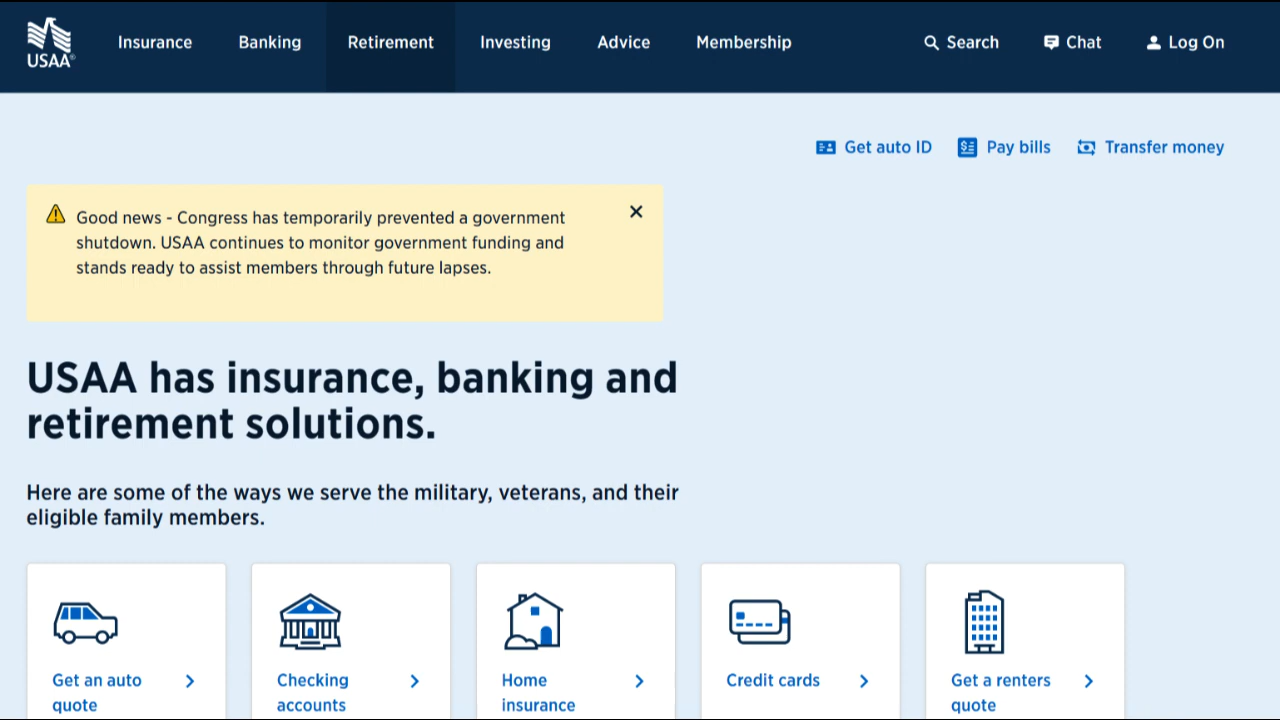 USAA®
Insurance
Banking
Retirement
Investing
Advice
Membership
Search
Chat
Log On
Get auto ID
Pay bills
Transfer money
Good news - Congress has temporarily prevented a government
shutdown. USAA continues to monitor government funding and
stands ready to assist members through future lapses.
USAA has insurance, banking and
retirement solutions.
Here are some of the ways we serve the military, veterans, and their
eligible family members.
Get an auto
quote
Checking
accounts
Home
insurance
Credit cards
Get a renters
quote